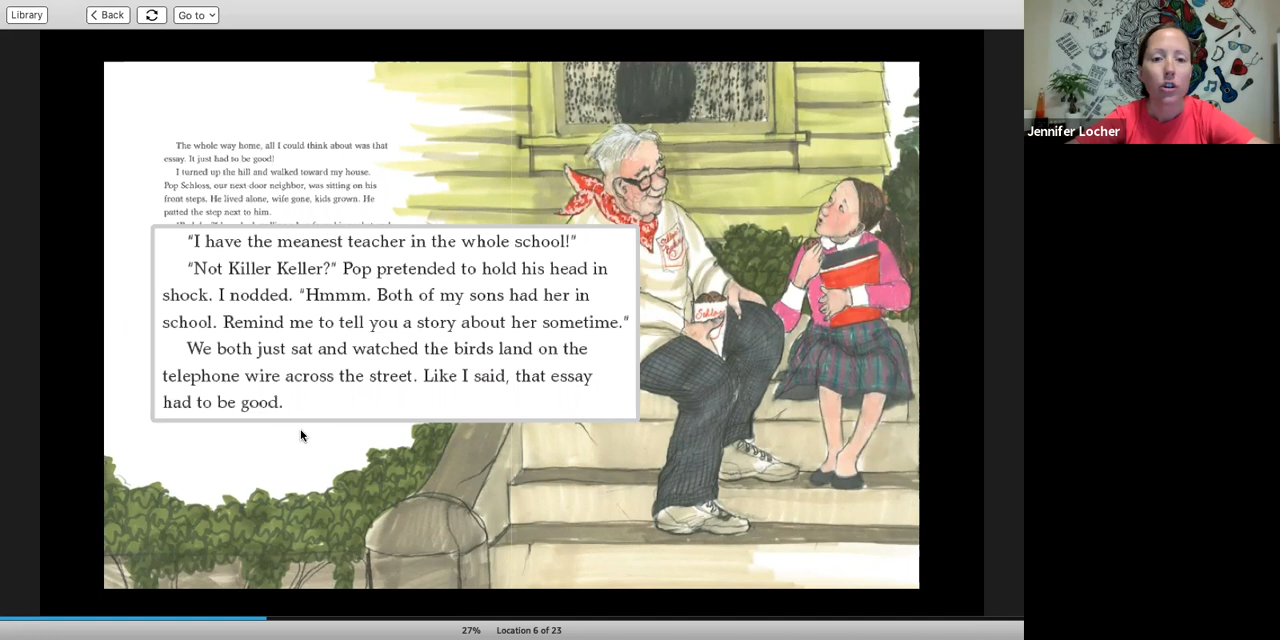 Library
Back
Go to
Jennifer Locher
The whole way home, all I could think about was that
essay. It just had to be good!
I turned up the hill and walked toward my house.
Pop Schloss, our next-door neighbor, was sitting on his
front steps. He lived alone, wife gone, kids grown. He
patted the step next to him.
"I have the meanest teacher in the whole school!"
"Not Killer Keller?" Pop pretended to hold his head in
shock. I nodded. "Hmmm. Both of my sons had her in
school. Remind me to tell you a story about her sometime."
We both just sat and watched the birds land on the
telephone wire across the street. Like I said, that essay
had to be good.
27% Location 6 of 23